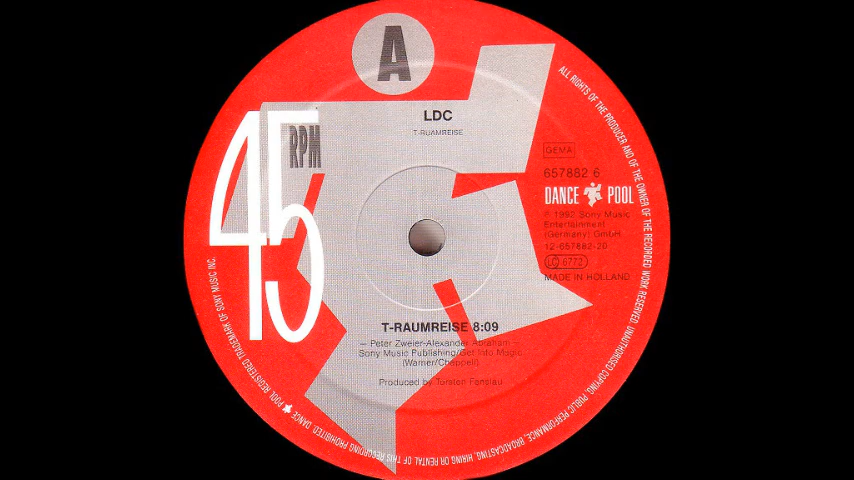 A
45
RPM
LDC
T-RUAMREISE
GEMA
657882 6
DANCE POOL
℗ 1992 Sony Music
Entertainment
(Germany) GmbH
12-657882-20
LC 6772
MADE IN HOLLAND
T-RAUMREISE 8:09
– Peter Zweier-Alexander Abraham –
Sony Music Publishing/Get Into Magic
(Warner/Chappell)
Produced by Torsten Fenslau
ALL RIGHTS OF THE PRODUCER AND OF THE OWNER OF THE RECORDED WORK RESERVED. UNAUTHORISED COPYING, PUBLIC PERFORMANCE, BROADCASTING, HIRING OR RENTAL OF THIS RECORDING PROHIBITED. DANCE POOL REGISTERED TRADEMARK OF SONY MUSIC INC.